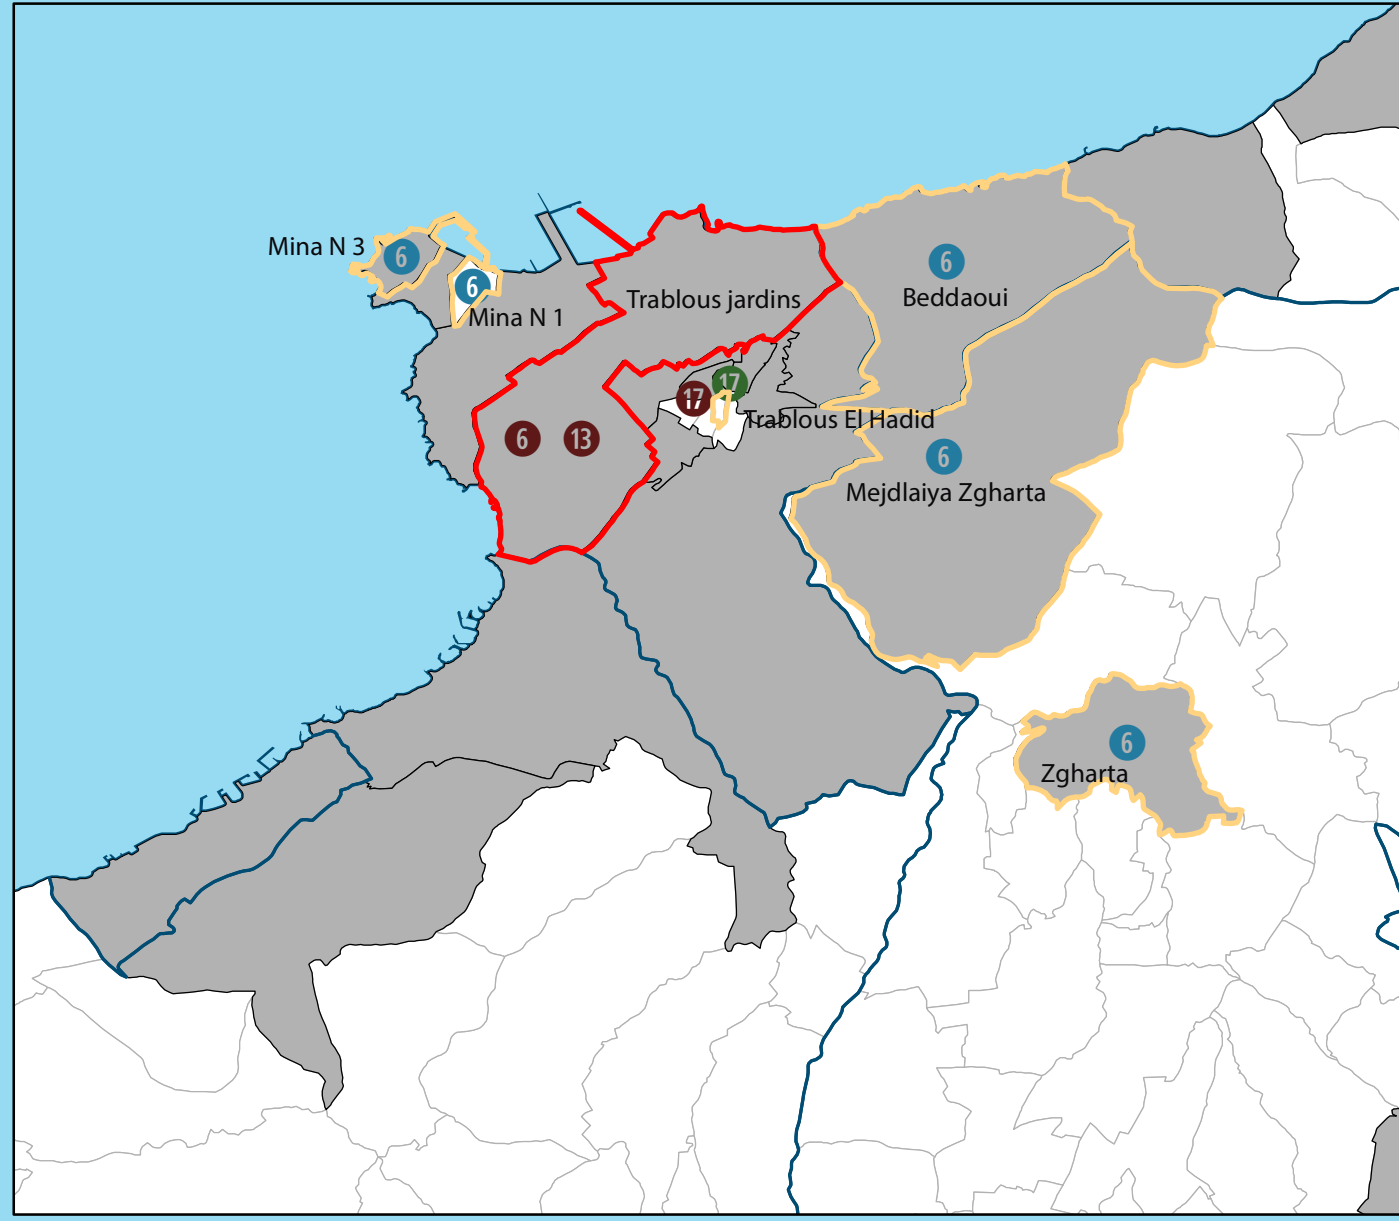 Mina N 3
6
6
Mina N 1
Trablous jardins
6
Beddaoui
17
17
Trablous El Hadid
6
13
6
Mejdlaiya Zgharta
6
Zgharta